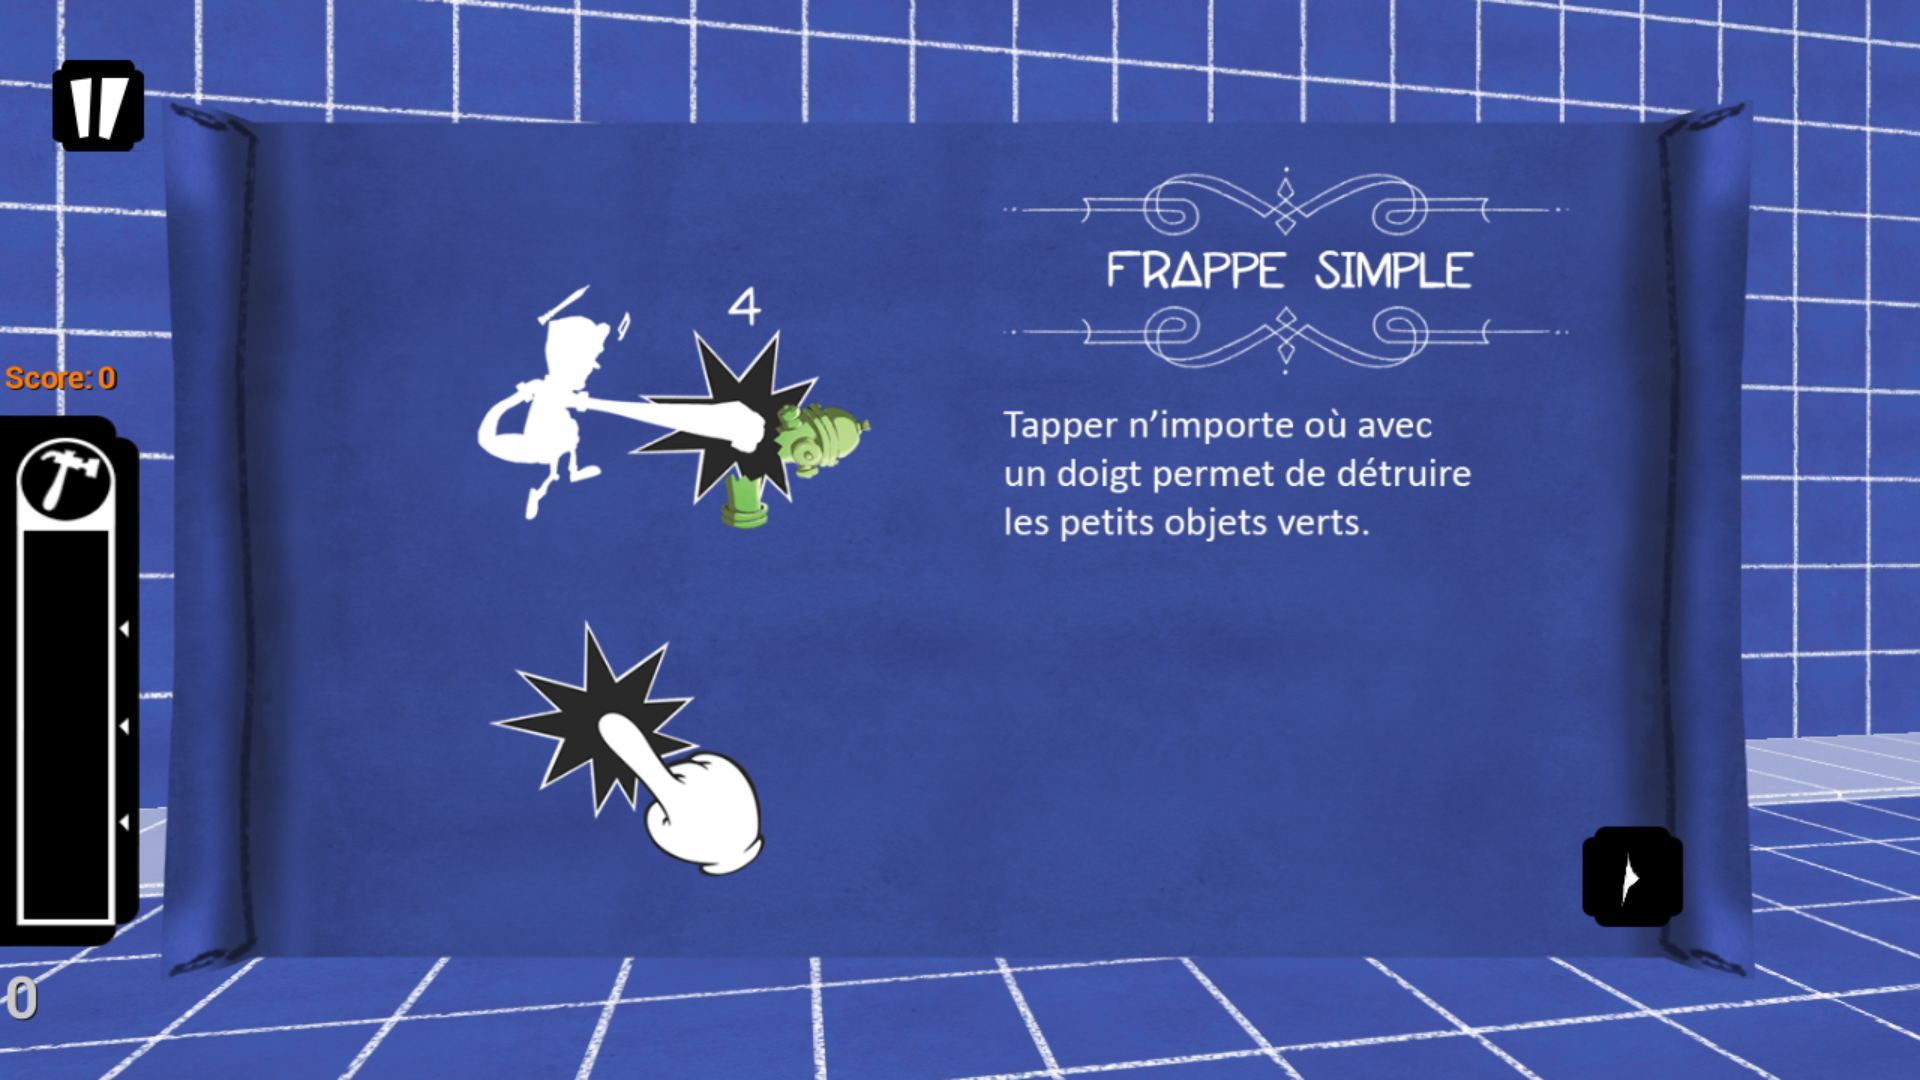 FRAPPE SIMPLE
4
Score: 0
Tapper n’importe où avec
un doigt permet de détruire
les petits objets verts.
0